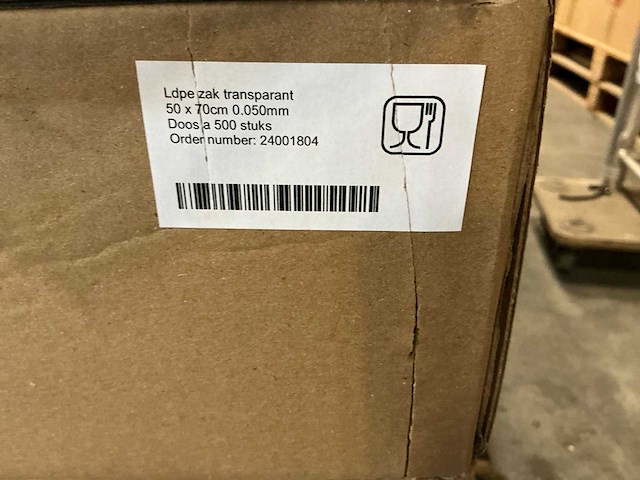 Ldpe zak transparant
50 x 70cm 0.050mm
Doos a 500 stuks
Order number: 24001804